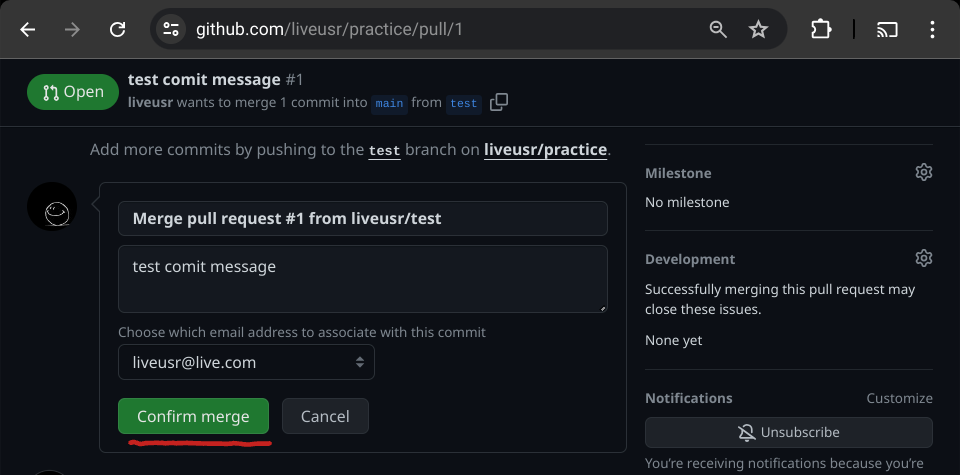 github.com/liveusr/practice/pull/1
Open
test comit message #1
liveusr wants to merge 1 commit into main from test
Add more commits by pushing to the test branch on liveusr/practice.
Merge pull request #1 from liveusr/test
test comit message
Choose which email address to associate with this commit
liveusr@live.com
Confirm merge
Cancel
Milestone
No milestone
Development
Successfully merging this pull request may
close these issues.
None yet
Notifications
Customize
Unsubscribe
You're receiving notifications because you're